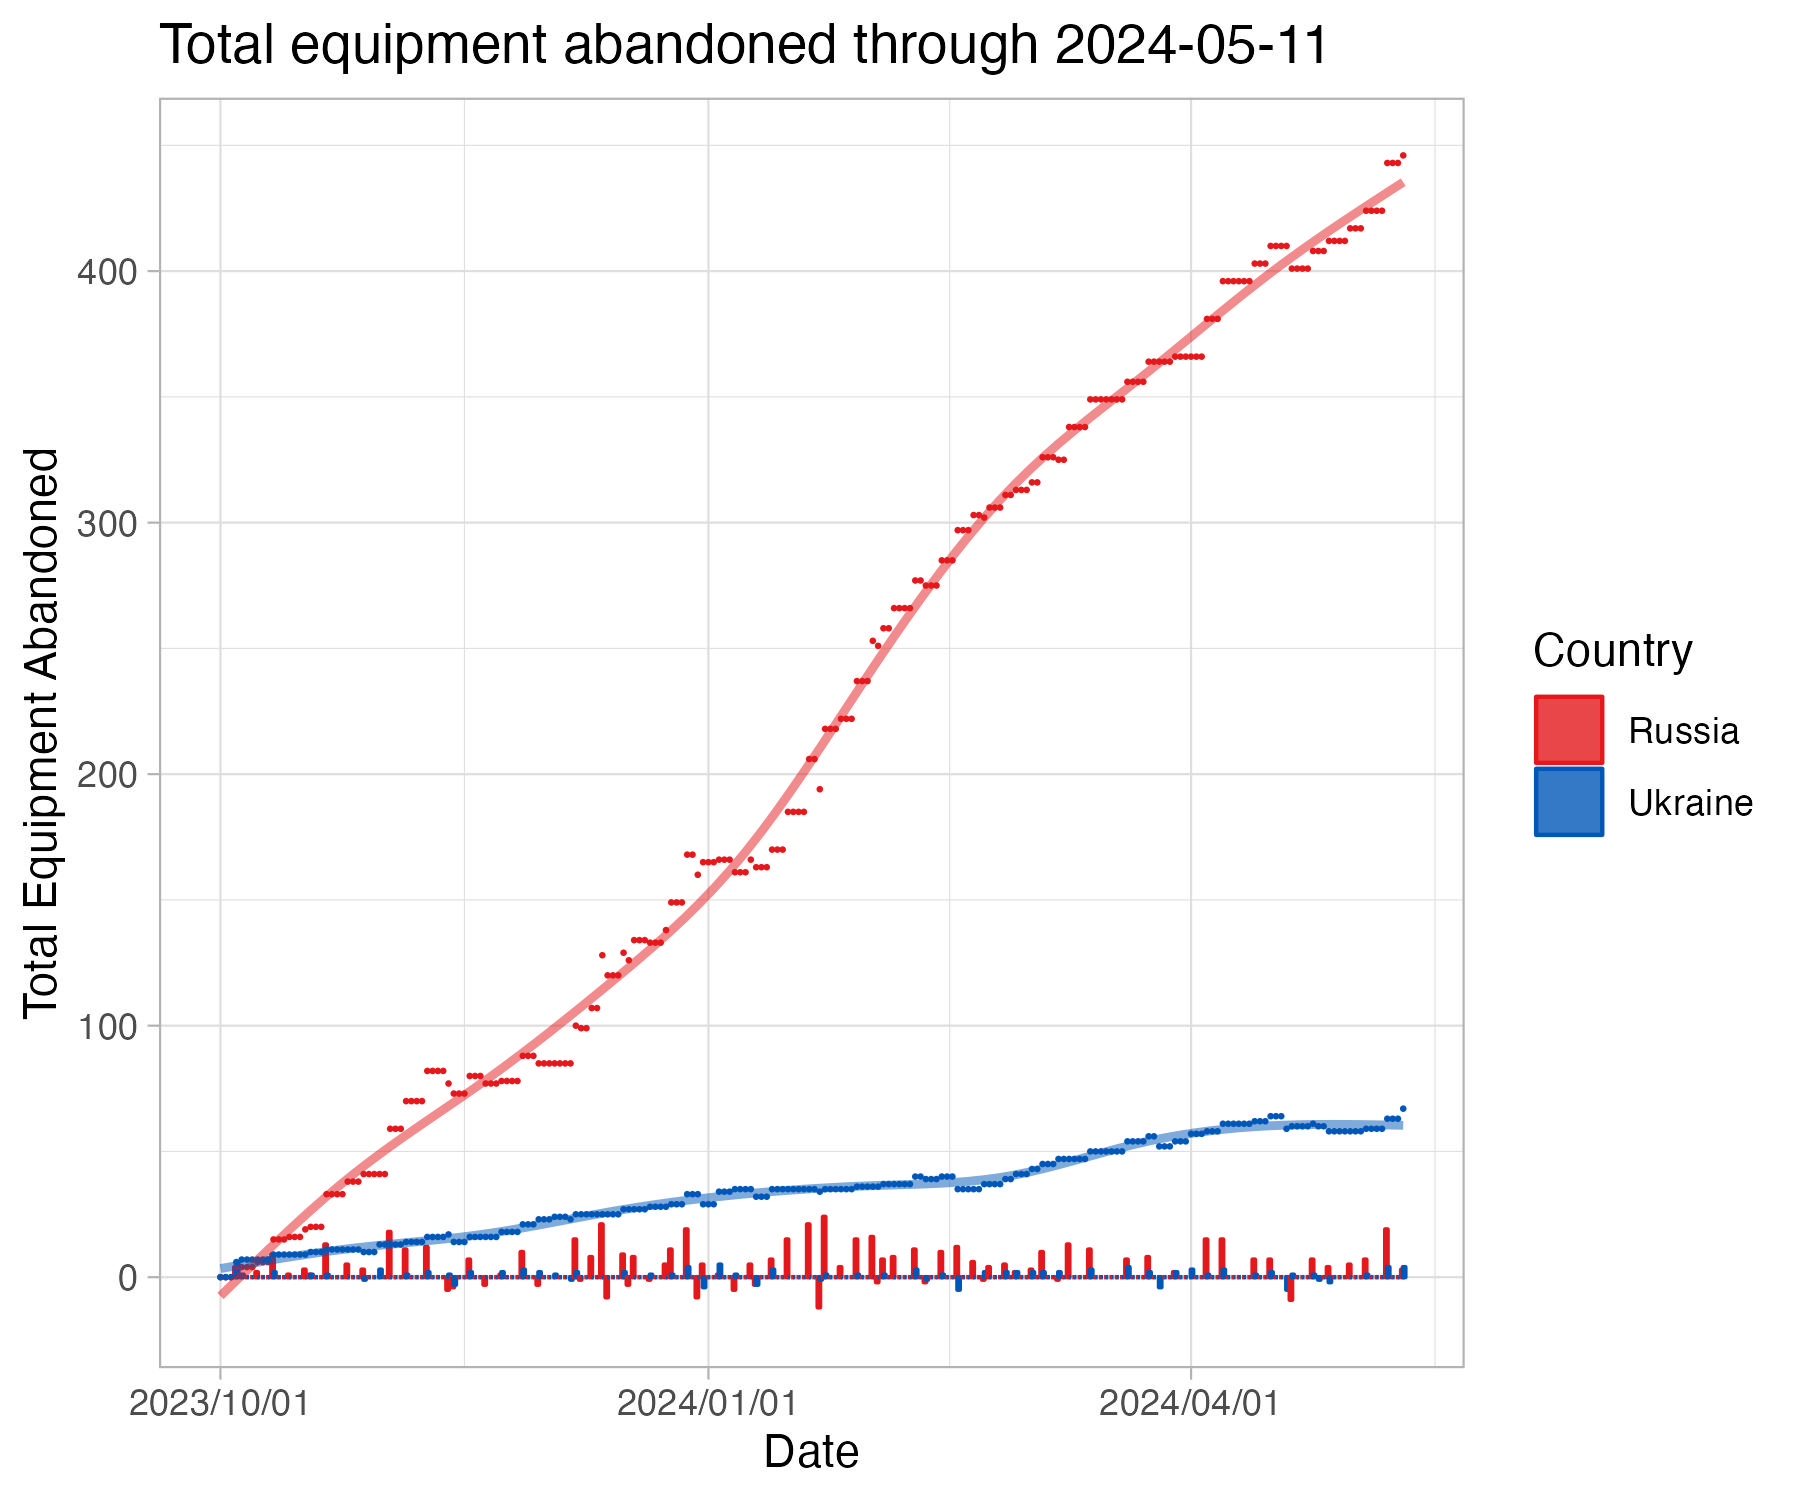 Total equipment abandoned through 2024-05-11
Total Equipment Abandoned
400
300
200
100
0
2023/10/01
2024/01/01
2024/04/01
Date
Country
Russia
Ukraine